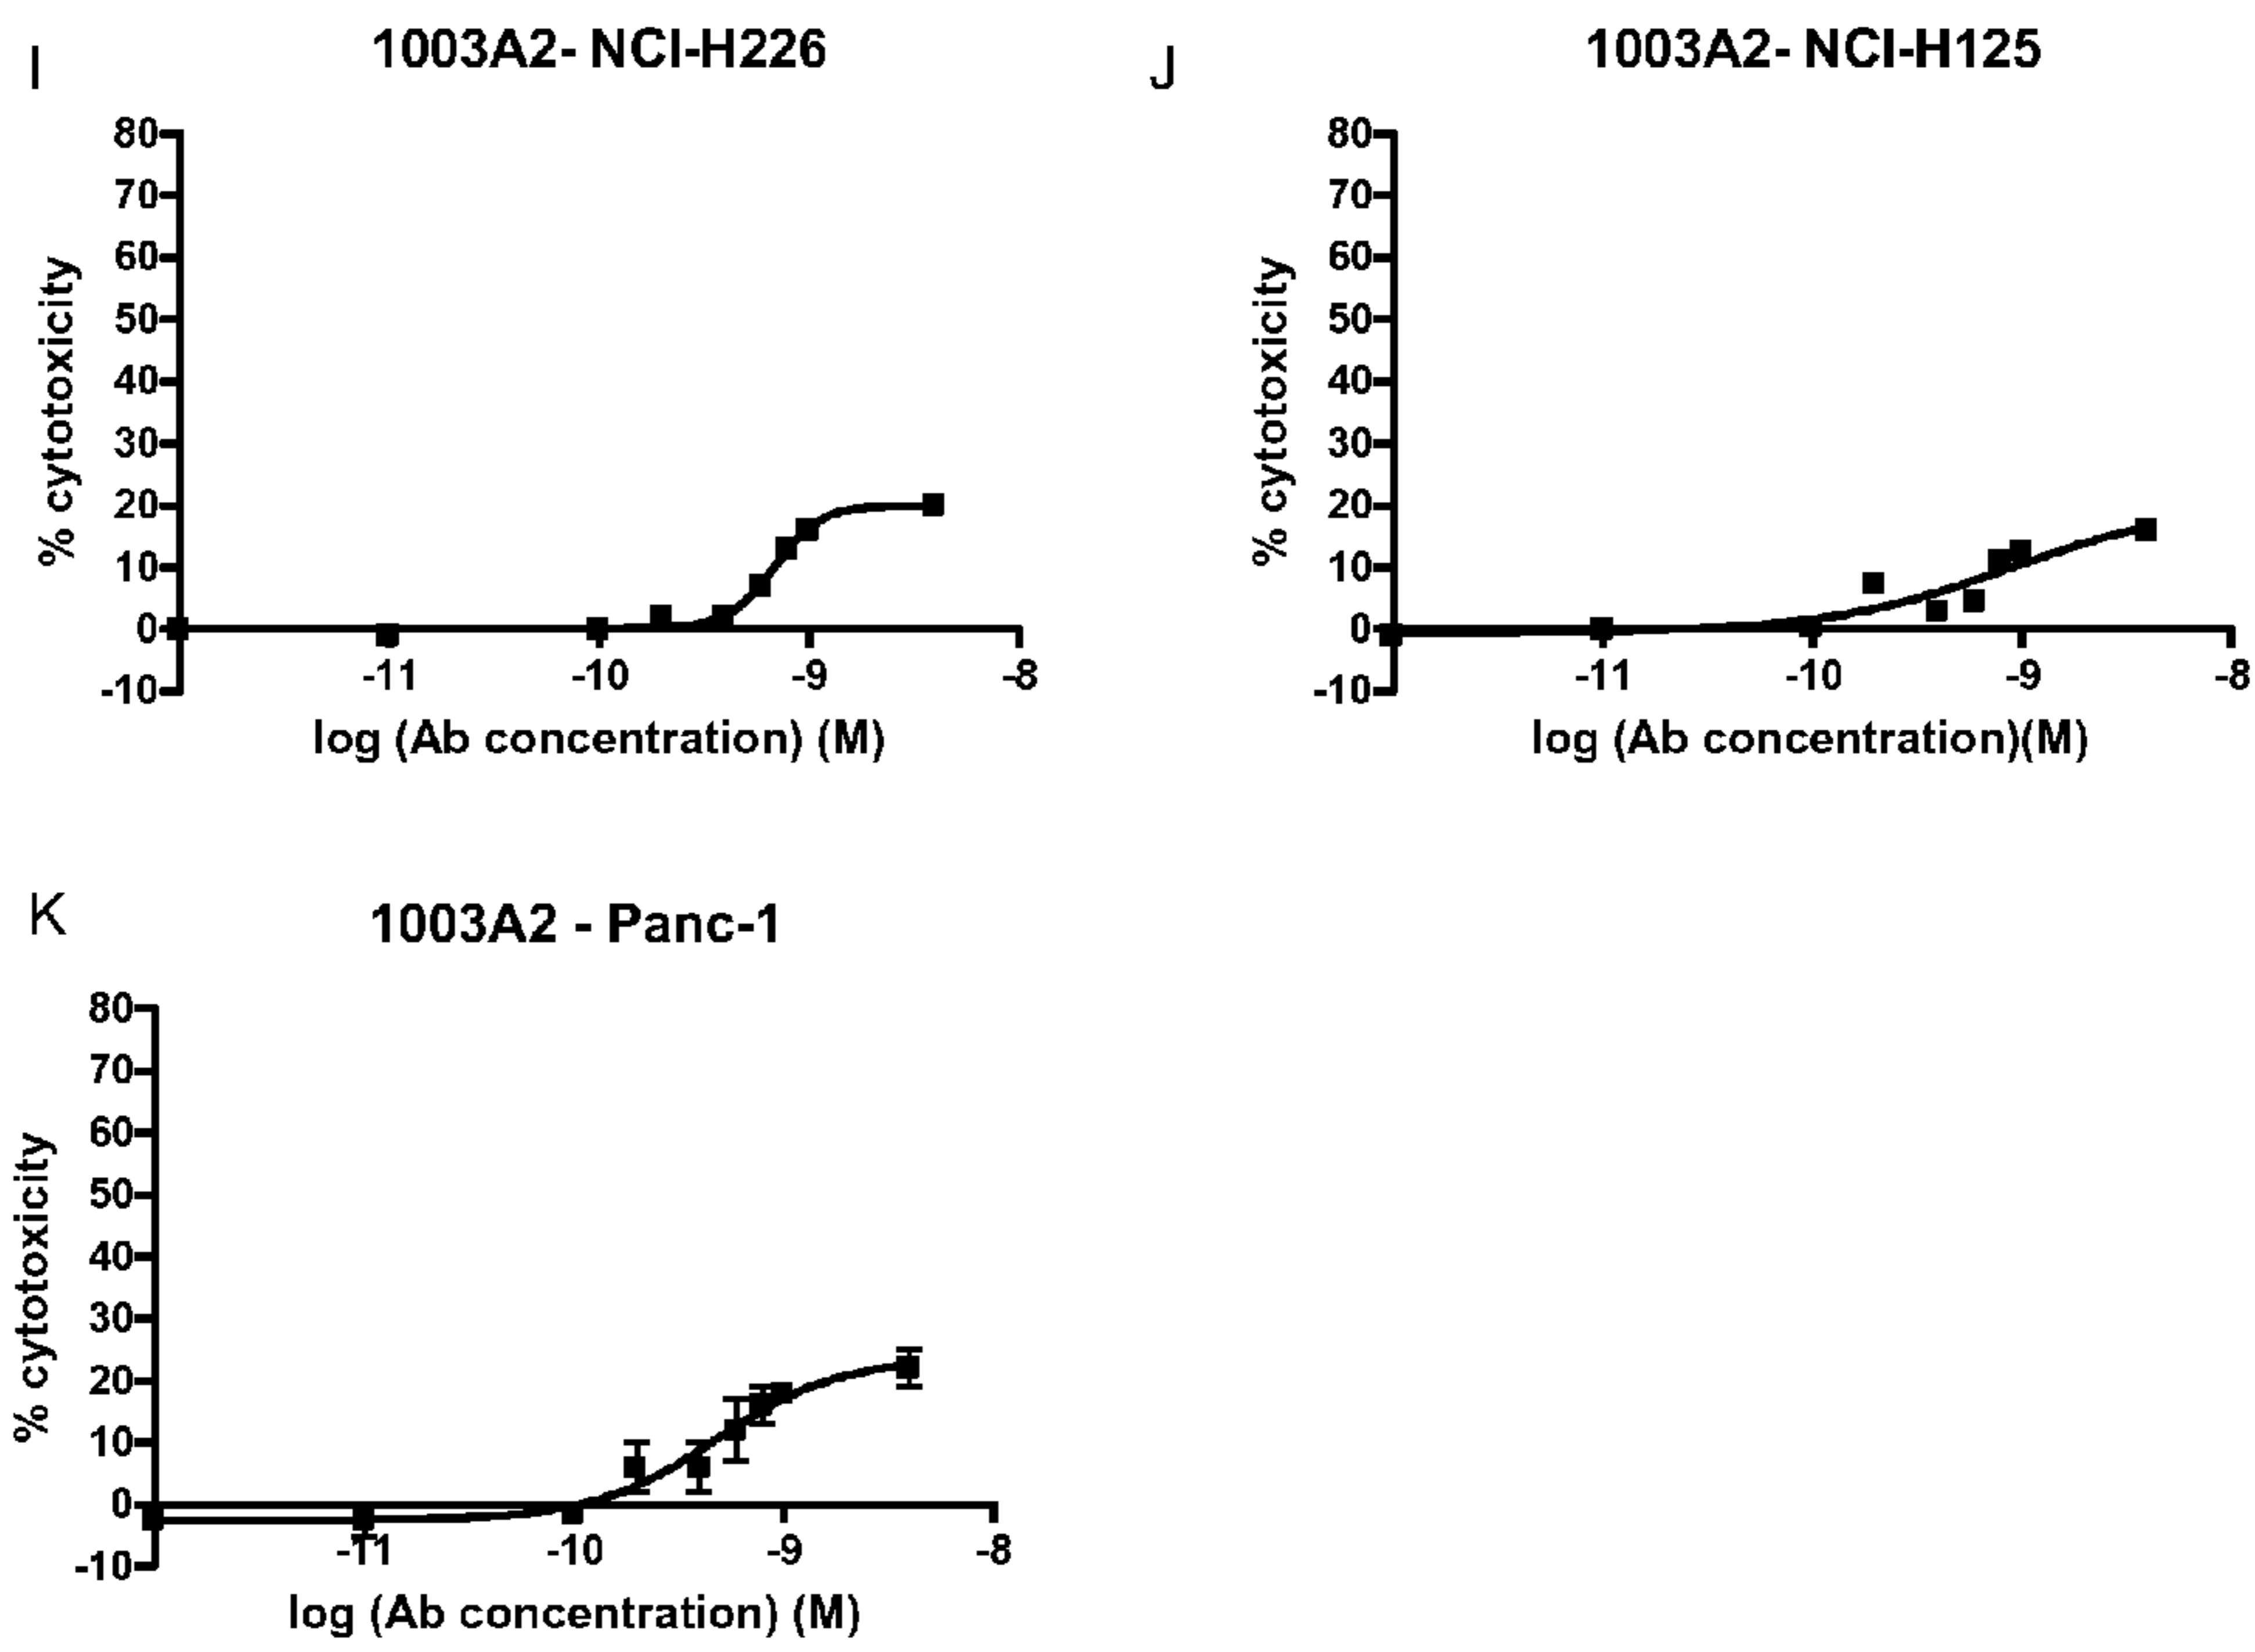 I
1003A2- NCI-H226
80
70
60
50
40
30
20
10
0
-10
% cytotoxicity
-11 -10 -9 -8
log (Ab concentration) (M)
J
1003A2- NCI-H125
80
70
60
50
40
30
20
10
0
-10
% cytotoxicity
-11 -10 -9 -8
log (Ab concentration)(M)
K
1003A2 - Panc-1
80
70
60
50
40
30
20
10
0
-10
% cytotoxicity
-11 -10 -9 -8
log (Ab concentration) (M)